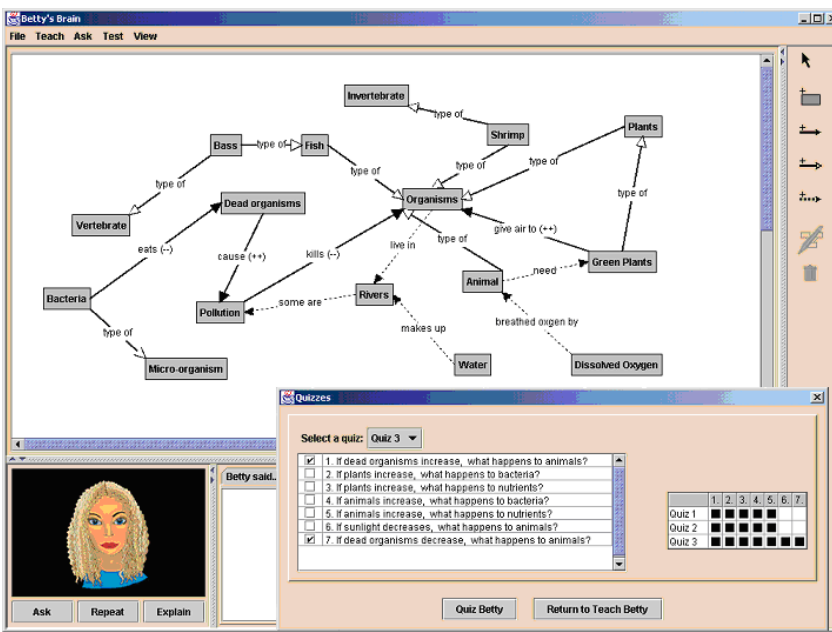 Betty's Brain
File Teach Ask Test View
Invertebrate
type of
Shrimp
Plants
Bass
type of
Fish
type of
type of
type of
type of
type of
Vertebrate
Dead organisms
Organisms
eats (--)
cause (++)
kills (--)
live in
type of
give air to (++)
Green Plants
Bacteria
Pollution
some are
Rivers
Animal
need
type of
makes up
breathed oxgen by
Micro-organism
Water
Dissolved Oxygen
Quizzes
Select a quiz: Quiz 3
1. If dead organisms increase, what happens to animals?
2. If plants increase, what happens to bacteria?
3. If plants increase, what happens to nutrients?
4. If animals increase, what happens to bacteria?
5. If animals increase, what happens to nutrients?
6. If sunlight decreases, what happens to animals?
7. If dead organisms decrease, what happens to animals?
1. 2. 3. 4. 5. 6. 7.
Quiz 1
Quiz 2
Quiz 3
Betty said..
Ask Repeat Explain
Quiz Betty Return to Teach Betty